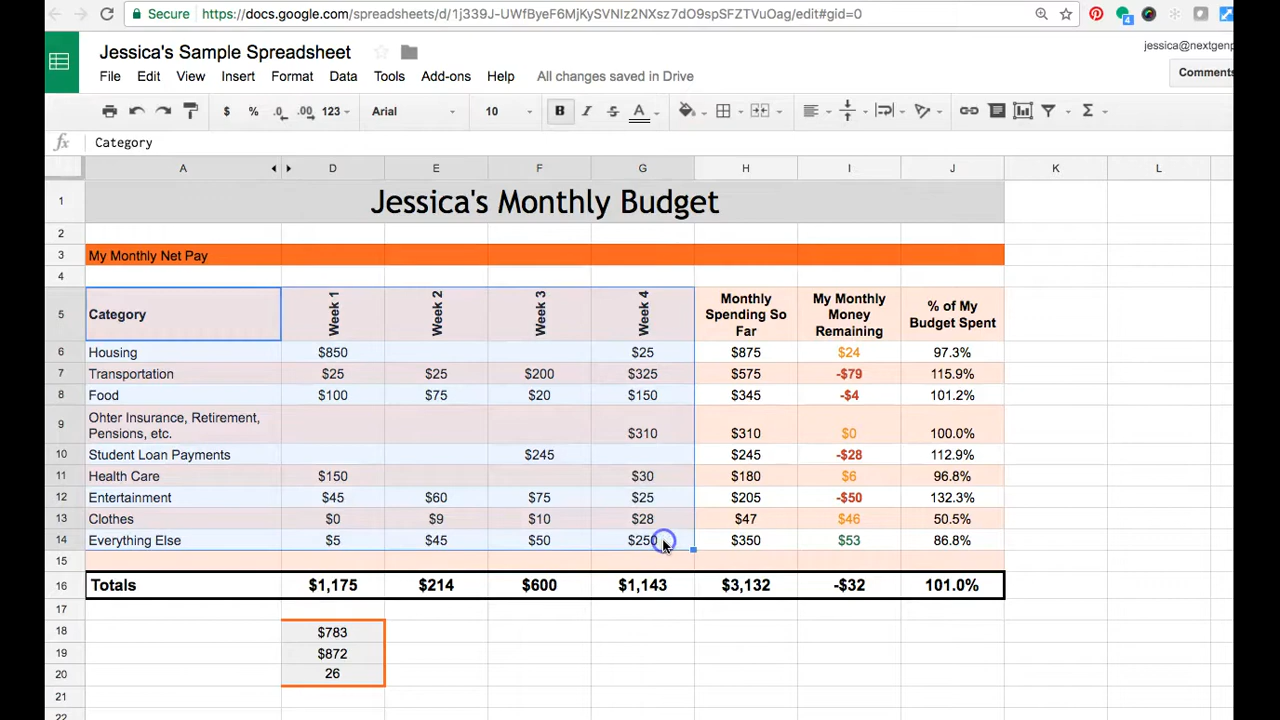 Secure https://docs.google.com/spreadsheets/d/1j339J-UWfByeF6MjKySVNIz2NXsz7dO9spSFZTVuOag/edit#gid=0
4
Jessica's Sample Spreadsheet
jessica@nextgenp
File Edit View Insert Format Data Tools Add-ons Help All changes saved in Drive
Comments
$ % .0 .00 123 Arial 10 B I S A Σ
fx Category
A D E F G H I J K L
1 Jessica's Monthly Budget
2
3 My Monthly Net Pay
4
5 Category Week 1 Week 2 Week 3 Week 4 Monthly Spending So Far My Monthly Money Remaining % of My Budget Spent
6 Housing $850 $25 $875 $24 97.3%
7 Transportation $25 $25 $200 $325 $575 -$79 115.9%
8 Food $100 $75 $20 $150 $345 -$4 101.2%
9 Ohter Insurance, Retirement, Pensions, etc. $310 $310 $0 100.0%
10 Student Loan Payments $245 $245 -$28 112.9%
11 Health Care $150 $30 $180 $6 96.8%
12 Entertainment $45 $60 $75 $25 $205 -$50 132.3%
13 Clothes $0 $9 $10 $28 $47 $46 50.5%
14 Everything Else $5 $45 $50 $250 $350 $53 86.8%
15
16 Totals $1,175 $214 $600 $1,143 $3,132 -$32 101.0%
17
18 $783
19 $872
20 26
21
22